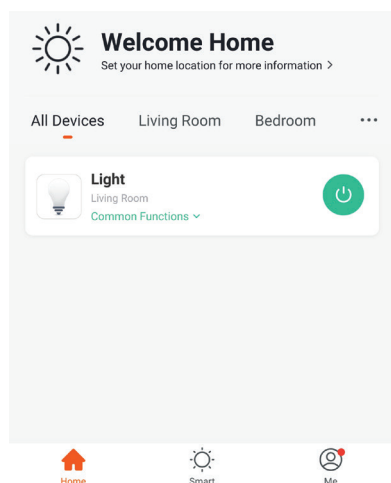 Welcome Home
Set your home location for more information >
All Devices Living Room Bedroom ...
Light
Living Room
Common Functions
Home Smart Me